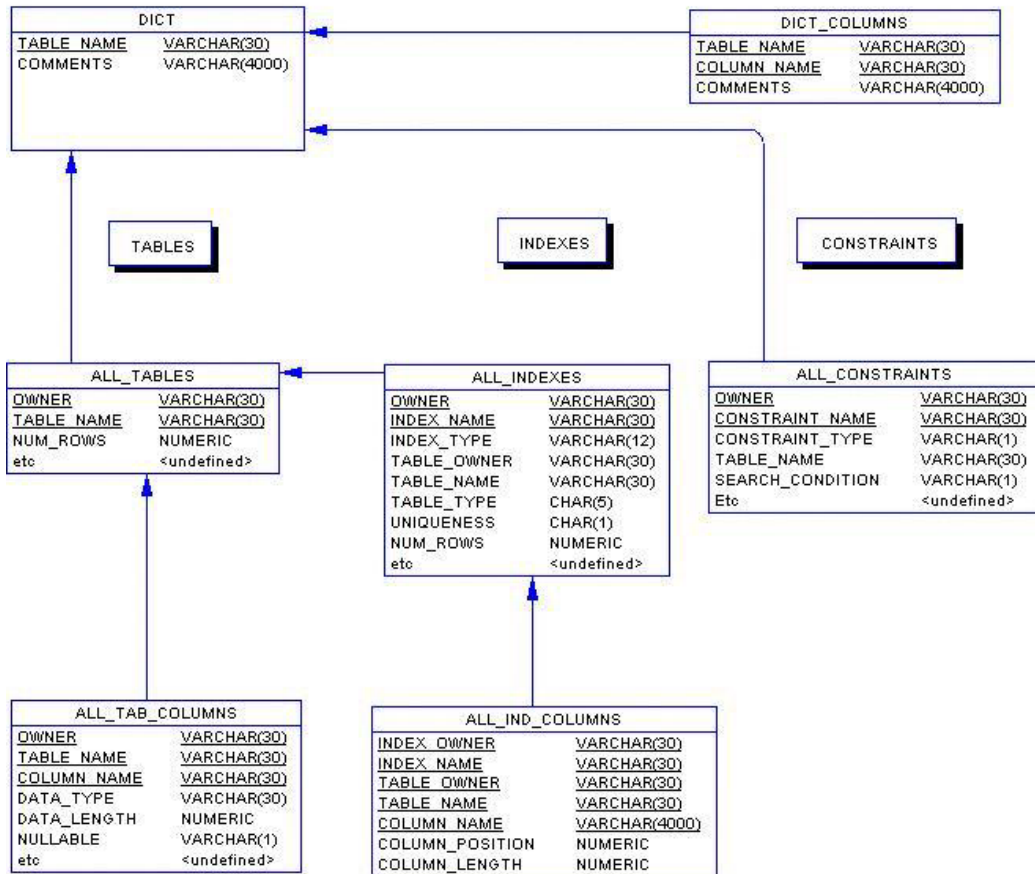 DICT
TABLE_NAME VARCHAR(30)
COMMENTS VARCHAR(4000)
DICT_COLUMNS
TABLE_NAME VARCHAR(30)
COLUMN_NAME VARCHAR(30)
COMMENTS VARCHAR(4000)
TABLES
INDEXES
CONSTRAINTS
ALL_TABLES
OWNER VARCHAR(30)
TABLE_NAME VARCHAR(30)
NUM_ROWS NUMERIC
etc <undefined>
ALL_INDEXES
OWNER VARCHAR(30)
INDEX_NAME VARCHAR(30)
INDEX_TYPE VARCHAR(12)
TABLE_OWNER VARCHAR(30)
TABLE_NAME VARCHAR(30)
TABLE_TYPE CHAR(5)
UNIQUENESS CHAR(1)
NUM_ROWS NUMERIC
etc <undefined>
ALL_CONSTRAINTS
OWNER VARCHAR(30)
CONSTRAINT_NAME VARCHAR(30)
CONSTRAINT_TYPE VARCHAR(1)
TABLE_NAME VARCHAR(30)
SEARCH_CONDITION VARCHAR(1)
Etc <undefined>
ALL_TAB_COLUMNS
OWNER VARCHAR(30)
TABLE_NAME VARCHAR(30)
COLUMN_NAME VARCHAR(30)
DATA_TYPE VARCHAR(30)
DATA_LENGTH NUMERIC
NULLABLE VARCHAR(1)
etc <undefined>
ALL_IND_COLUMNS
INDEX_OWNER VARCHAR(30)
INDEX_NAME VARCHAR(30)
TABLE_OWNER VARCHAR(30)
TABLE_NAME VARCHAR(30)
COLUMN_NAME VARCHAR(4000)
COLUMN_POSITION NUMERIC
COLUMN_LENGTH NUMERIC